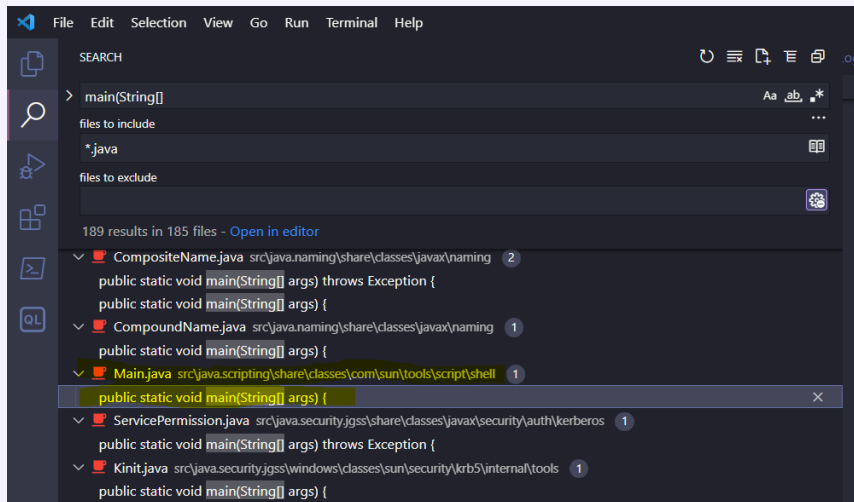 File Edit Selection View Go Run Terminal Help
SEARCH
main(String[]
Aa ab
files to include
*.java
files to exclude
189 results in 185 files - Open in editor
CompositeName.java src\java.naming\share\classes\javax\naming 2
public static void main(String[] args) throws Exception {
public static void main(String[] args) {
CompoundName.java src\java.naming\share\classes\javax\naming 1
public static void main(String[] args) {
Main.java src\java.scripting\share\classes\com\sun\tools\script\shell 1
public static void main(String[] args) {
ServicePermission.java src\java.security.jgss\share\classes\javax\security\auth\kerberos 1
public static void main(String[] args) throws Exception {
QL
Kinit.java src\java.security.jgss\windows\classes\sun\security\krb5\internal\tools 1
public static void main(String[] args) {